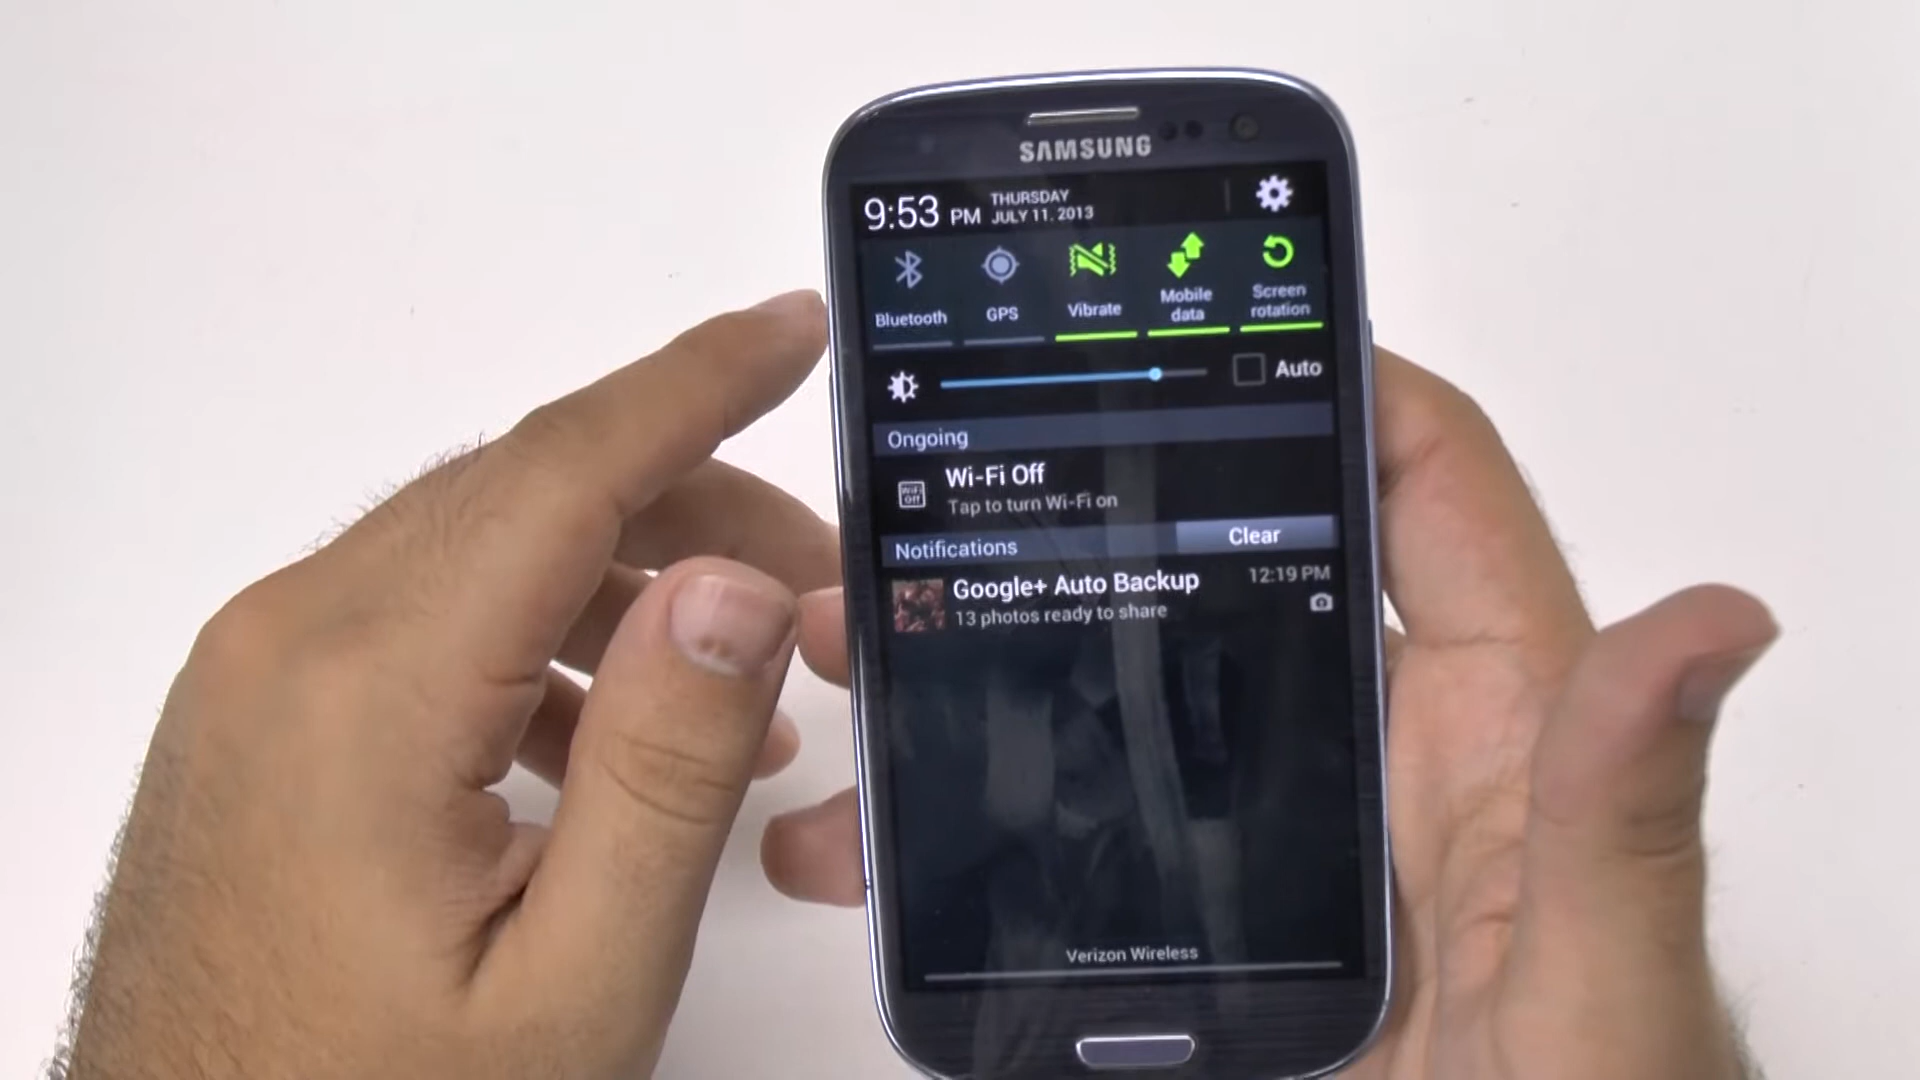 SAMSUNG
9:53 PM
THURSDAY
JULY 11, 2013
Bluetooth
GPS
Vibrate
Mobile
data
Screen
rotation
Auto
Ongoing
WiFi
Off
Wi-Fi Off
Tap to turn Wi-Fi on
Notifications
Clear
Google+ Auto Backup
12:19 PM
13 photos ready to share
Verizon Wireless